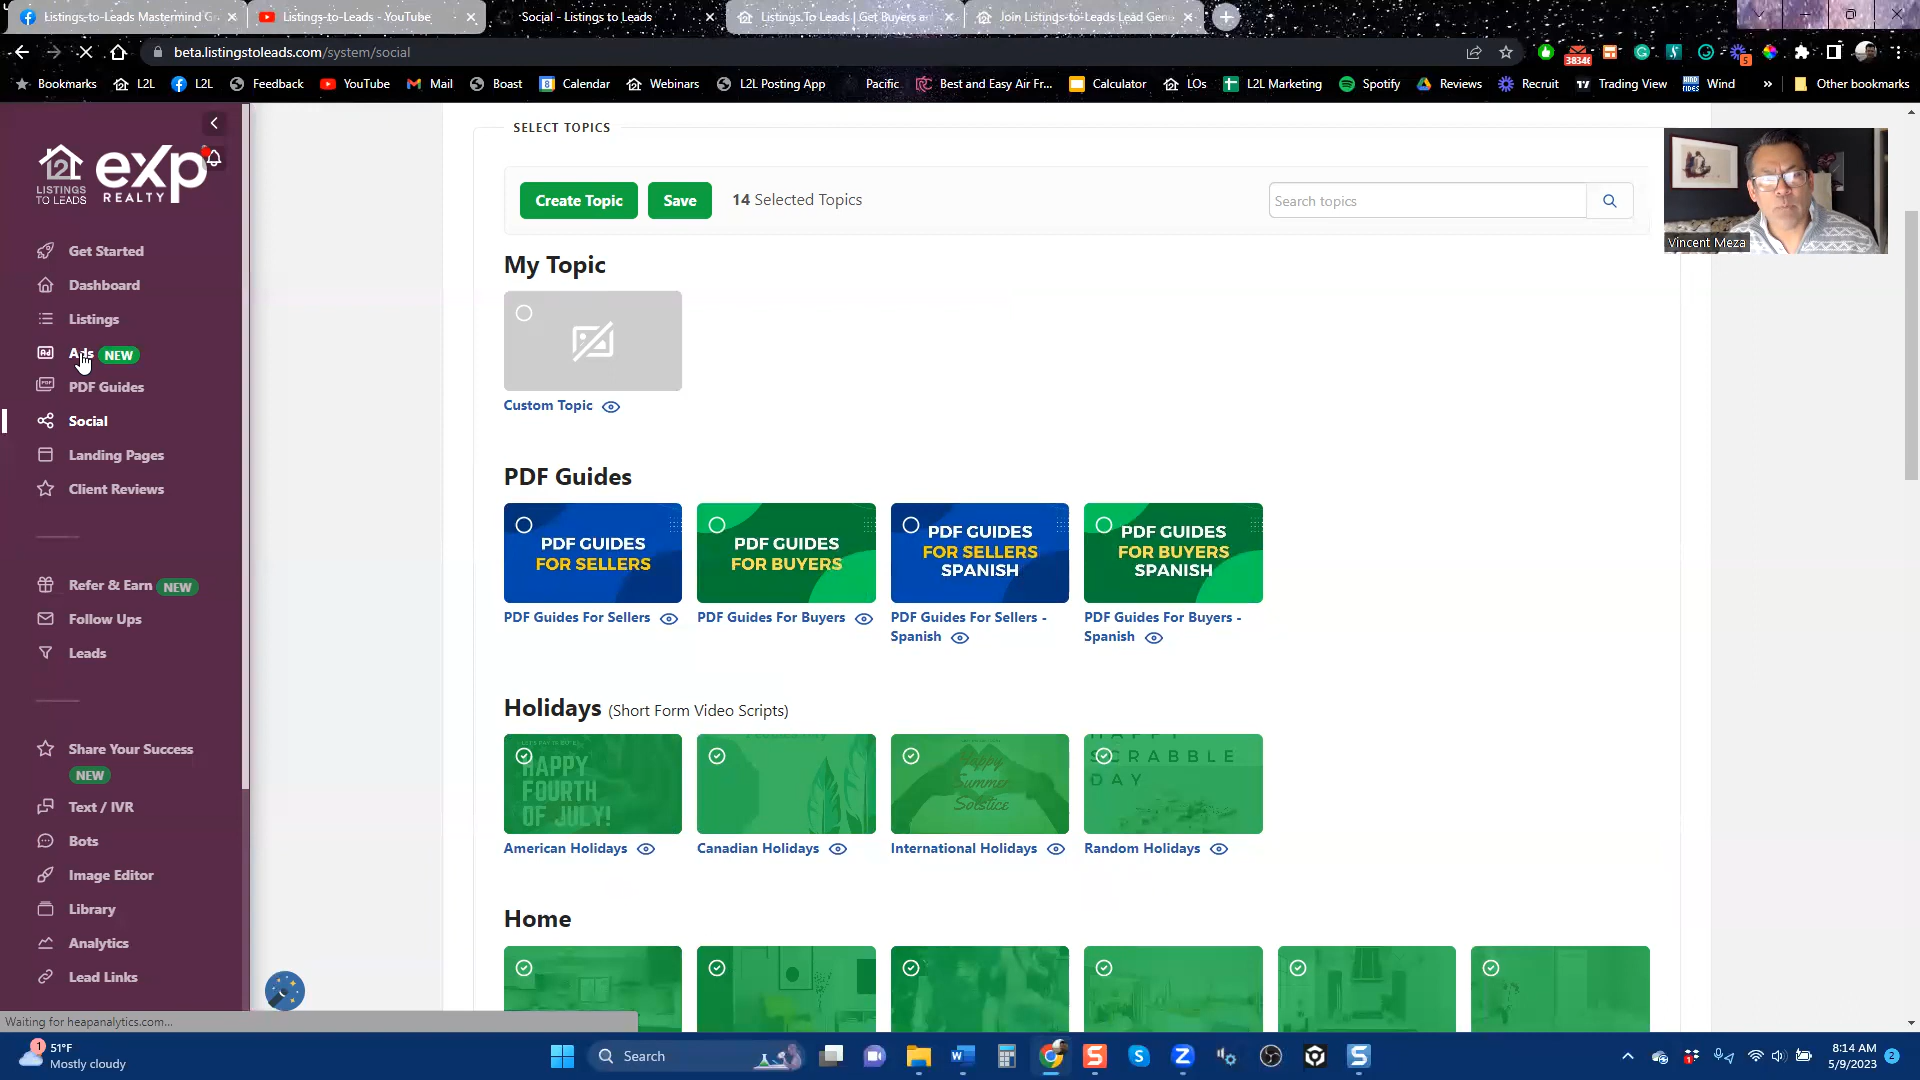 Listings-to-Leads Mastermind G
Listings-to-Leads - YouTube
Social - Listings to Leads
Listings To Leads | Get Buyers a
Join Listings-to-Leads Lead Gen
beta.listingstoleads.com/system/social
38346
5
Bookmarks
L2L
L2L
Feedback
YouTube
Mail
Boast
Calendar
Webinars
L2L Posting App
Pacific
Best and Easy Air Fr...
Calculator
LOs
L2L Marketing
Spotify
Reviews
Recruit
Trading View
Wind
Other bookmarks
LISTINGS
TO LEADS
eXp
REALTY
Get Started
Dashboard
Listings
Ads NEW
PDF Guides
Social
Landing Pages
Client Reviews
Refer & Earn NEW
Follow Ups
Leads
Share Your Success
NEW
Text / IVR
Bots
Image Editor
Library
Analytics
Lead Links
SELECT TOPICS
Create Topic
Save
14 Selected Topics
Search topics
My Topic
Custom Topic
PDF Guides
PDF GUIDES
FOR SELLERS
PDF GUIDES
FOR BUYERS
PDF GUIDES
FOR SELLERS
SPANISH
PDF GUIDES
FOR BUYERS
SPANISH
PDF Guides For Sellers
PDF Guides For Buyers
PDF Guides For Sellers -
Spanish
PDF Guides For Buyers -
Spanish
Holidays (Short Form Video Scripts)
HAPPY
FOURTH
OF JULY!
Happy
Summer
Solstice
HAPPY
SCRABBLE
DAY
American Holidays
Canadian Holidays
International Holidays
Random Holidays
Home
Vincent Meza
Waiting for heapanalytics.com...
1
51°F
Mostly cloudy
Search
8:14 AM
5/9/2023
2